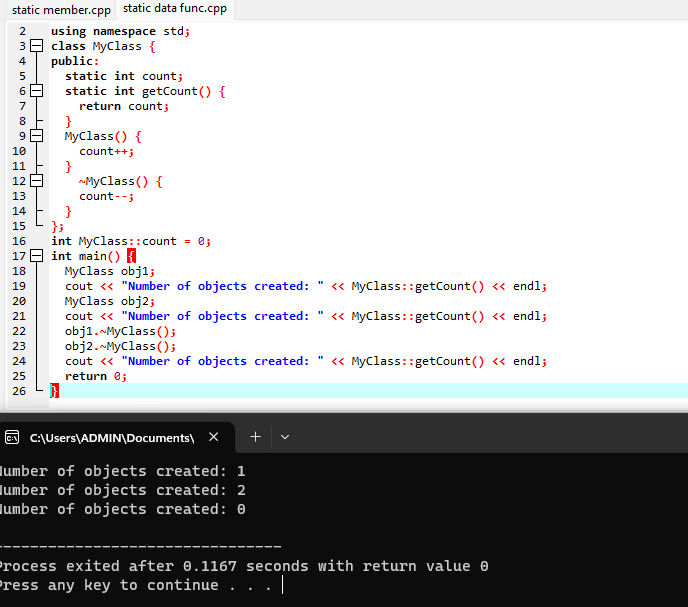 static member.cpp static data func.cpp
2 using namespace std;
3 class MyClass {
4 public:
5 static int count;
6 static int getCount() {
7 return count;
8 }
9 MyClass() {
10 count++;
11 }
12 ~MyClass() {
13 count--;
14 }
15 };
16 int MyClass::count = 0;
17 int main() {
18 MyClass obj1;
19 cout << "Number of objects created: " << MyClass::getCount() << endl;
20 MyClass obj2;
21 cout << "Number of objects created: " << MyClass::getCount() << endl;
22 obj1.~MyClass();
23 obj2.~MyClass();
24 cout << "Number of objects created: " << MyClass::getCount() << endl;
25 return 0;
26 }
C:\Users\ADMIN\Documents\
Number of objects created: 1
Number of objects created: 2
Number of objects created: 0
--------------------------------
Process exited after 0.1167 seconds with return value 0
Press any key to continue . . .